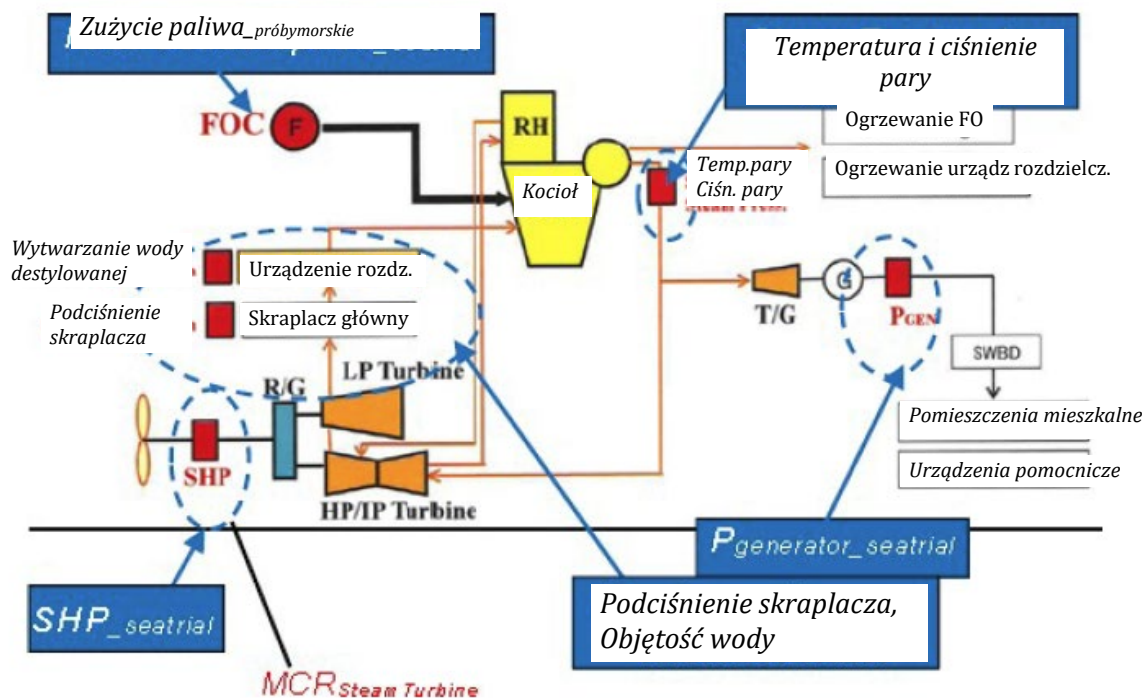 Zużycie paliwa_próbymorskie
Temperatura i ciśnienie
pary
FOC
F
RH
Ogrzewanie FO
Kocioł
Temp.pary
Ciśn. pary
Ogrzewanie urządz rozdzielcz.
Wytwarzanie wody
destylowanej
Urządzenie rozdz.
Podciśnienie
skraplacza
Skraplacz główny
T/G
G
PGEN
SWBD
R/G
LP Turbine
Pomieszczenia mieszkalne
SHP
Urządzenia pomocnicze
HP/IP Turbine
Pgenerator_seatrial
SHP_seatrial
Podciśnienie skraplacza,
Objętość wody
MCR Steam Turbine